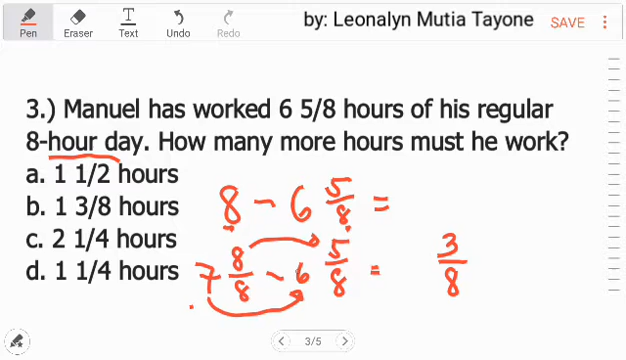 by: Leonalyn Mutia Tayone
SAVE
Pen
Eraser
Text
Undo
Redo
3.) Manuel has worked 6 5/8 hours of his regular
8-hour day. How many more hours must he work?
a. 1 1/2 hours
b. 1 3/8 hours
c. 2 1/4 hours
d. 1 1/4 hours
8 - 6 5/8 =
7 8/8 - 6 5/8 = 3/8
3/5